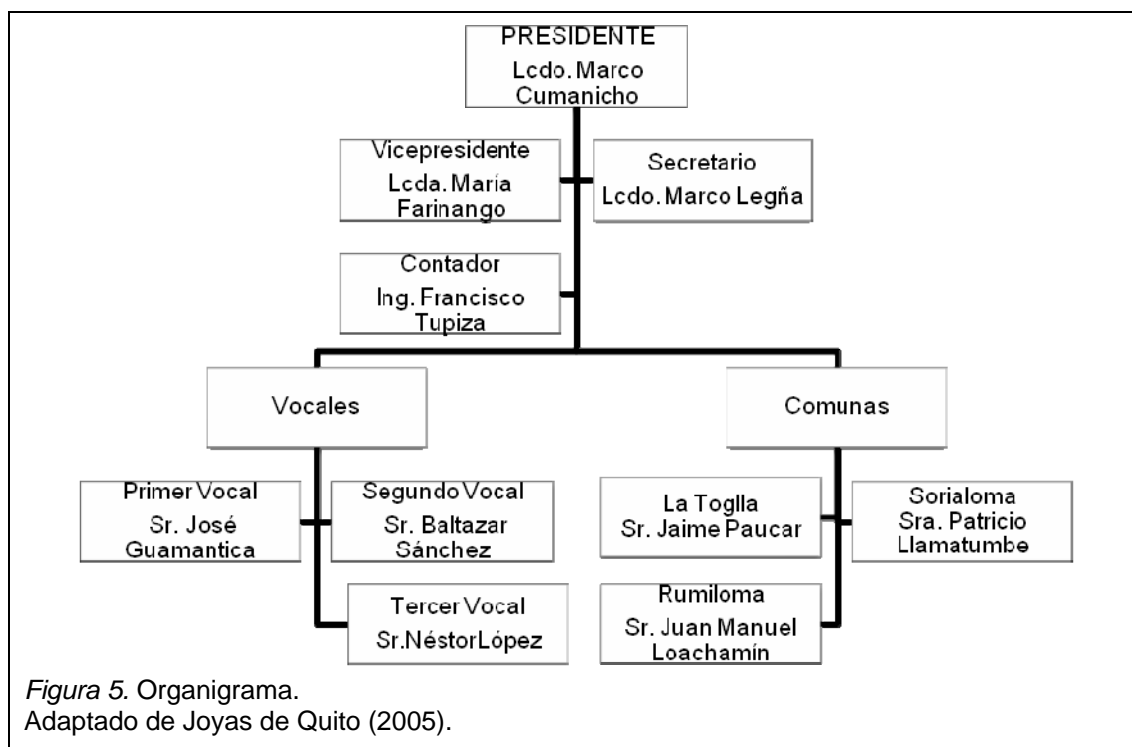 PRESIDENTE
Lcdo. Marco
Cumanicho
Vicepresidente
Lcda. María
Farinango
Secretario
Lcdo. Marco Legña
Contador
Ing. Francisco
Tupiza
Vocales
Comunas
Primer Vocal
Sr. José
Guamantica
Segundo Vocal
Sr. Baltazar
Sánchez
Tercer Vocal
Sr.Néstor López
La Toglla
Sr. Jaime Paucar
Sorialoma
Sra. Patricio
Llamatumbe
Rumiloma
Sr. Juan Manuel
Loachamín
Figura 5. Organigrama.
Adaptado de Joyas de Quito (2005).